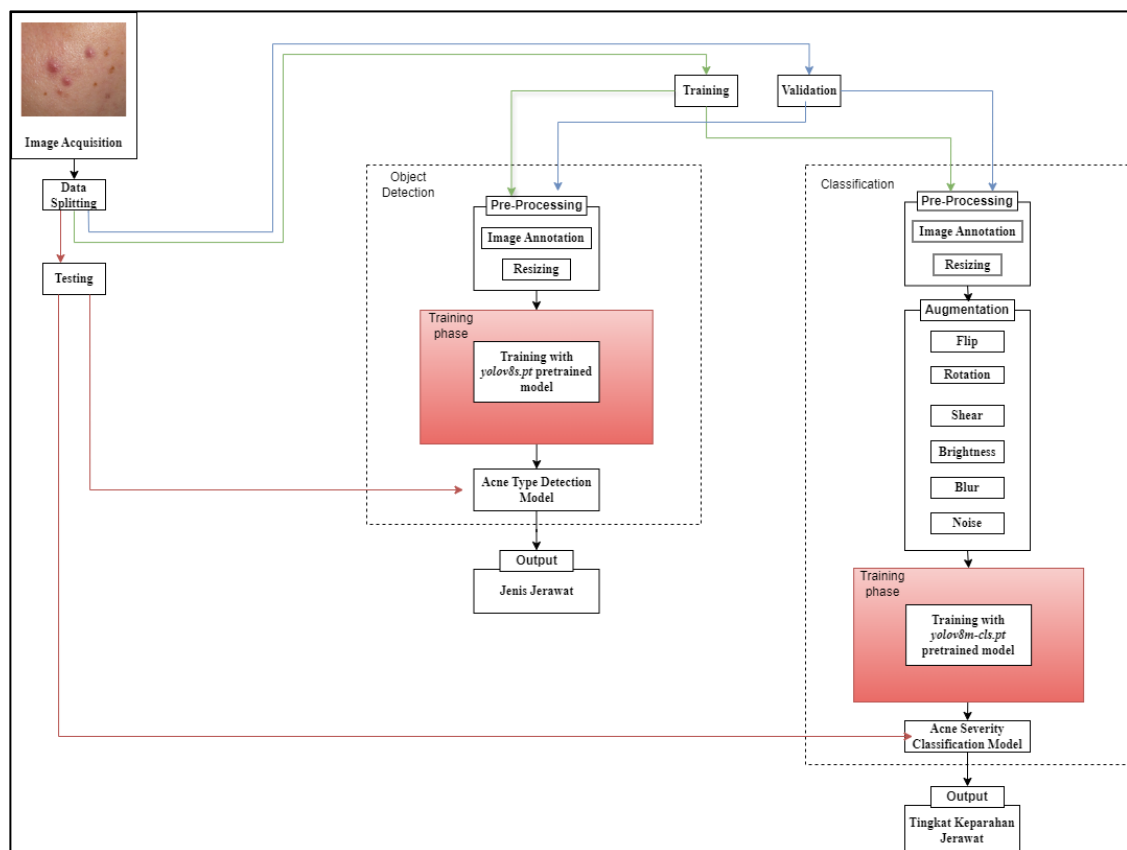 Image Acquisition
Data
Splitting
Testing
Training
Validation
Object
Detection
Pre-Processing
Image Annotation
Resizing
Training
phase
Training with
yolov8s.pt pretrained
model
Acne Type Detection
Model
Output
Jenis Jerawat
Classification
Pre-Processing
Image Annotation
Resizing
Augmentation
Flip
Rotation
Shear
Brightness
Blur
Noise
Training
phase
Training with
yolov8m-cls.pt
pretrained model
Acne Severity
Classification Model
Output
Tingkat Keparahan
Jerawat